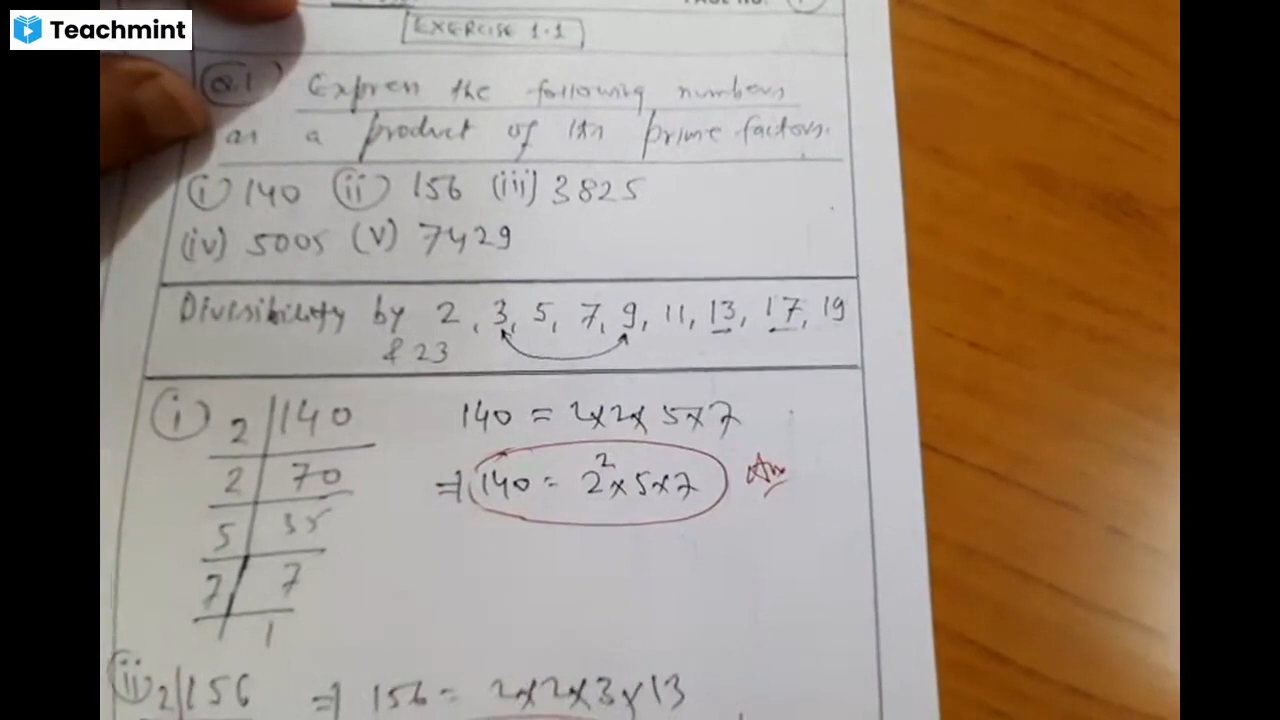 Teachmint
EXERCISE 1.1
Q.1 Express the following numbers
as a product of its prime factors.
(i) 140 (ii) 156 (iii) 3825
(iv) 5005 (v) 7429
Divisibility by 2, 3, 5, 7, 9, 11, 13, 17, 19
& 23
(i) 2 | 140 140 = 2×2×5×7
2 | 70 ⇒ 140 = 2²×5×7 Ans
5 | 35
7 | 7
1
(ii) 2 | 156 ⇒ 156 = 2×2×3×13